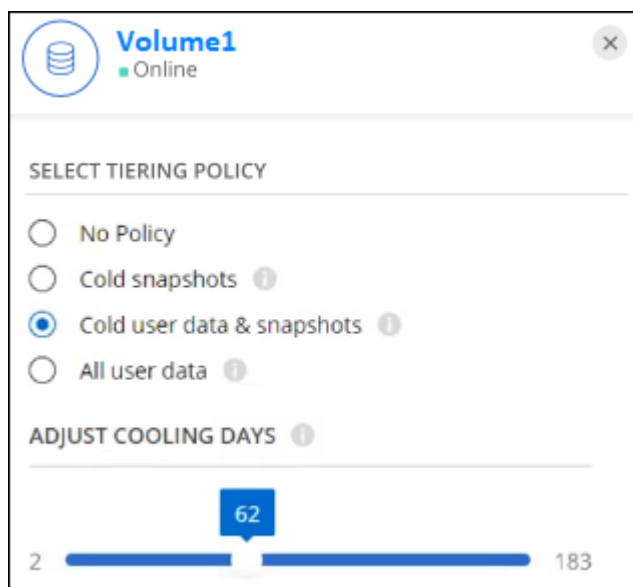 Volume1
Online
SELECT TIERING POLICY
No Policy
Cold snapshots
Cold user data & snapshots
All user data
ADJUST COOLING DAYS
62
2 183